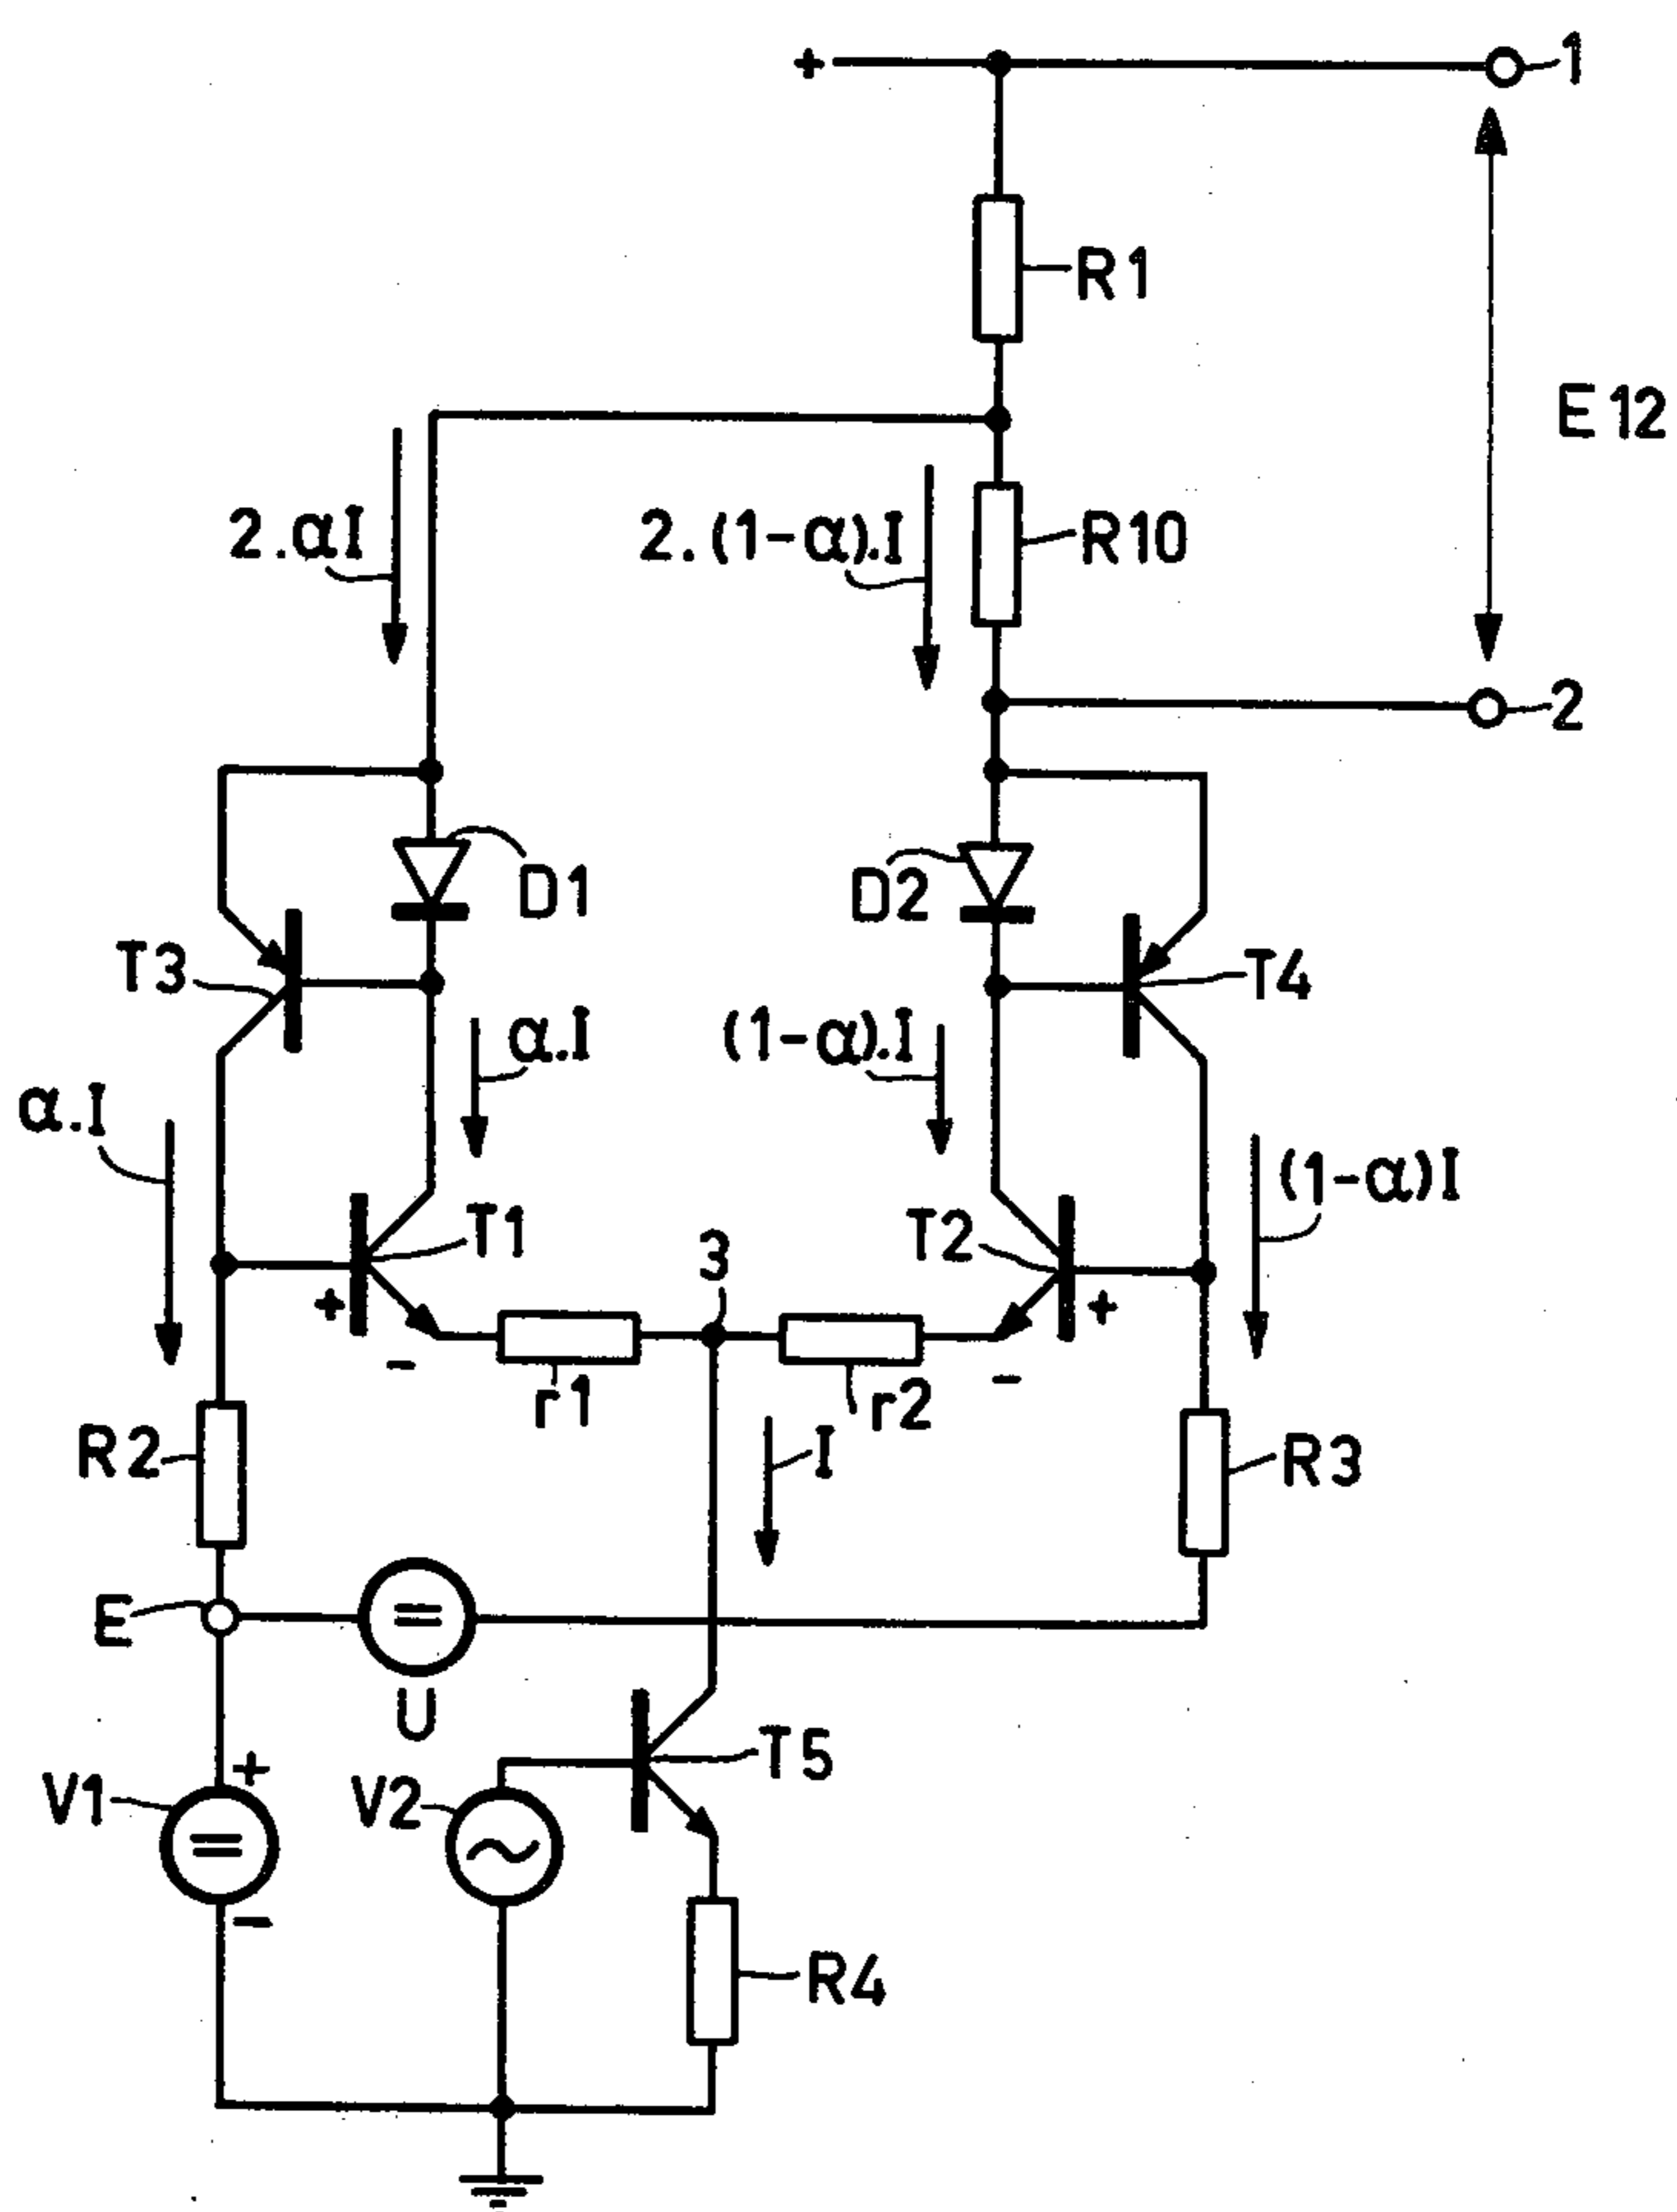 + 1
R1
E12
2.αI 2.(1-α).I R10
2
D1 D2
T3 T4
α.I (1-α).I
α.I (1-α)I
T1 3 T2
+ +
- -
r1 r2
I
R2 R3
E
U
T5
+
V1 V2
-
R4